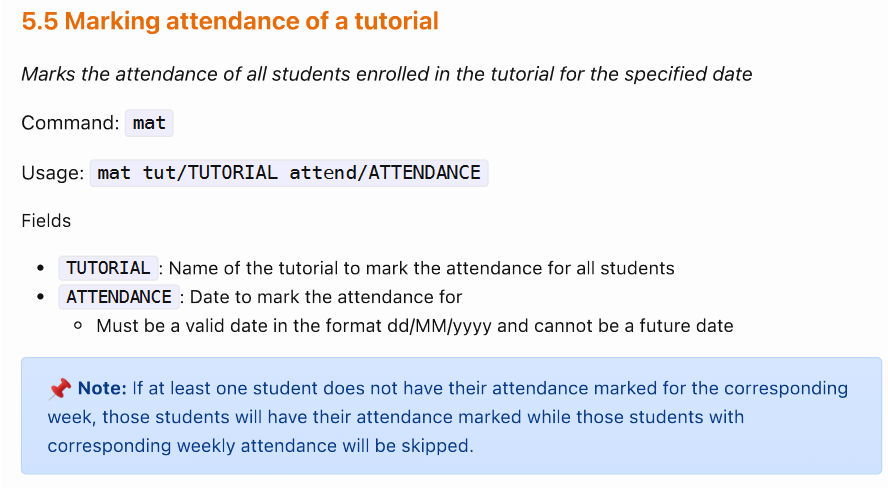 5.5 Marking attendance of a tutorial
Marks the attendance of all students enrolled in the tutorial for the specified date
Command: mat
Usage: mat tut/TUTORIAL attend/ATTENDANCE
Fields
• TUTORIAL : Name of the tutorial to mark the attendance for all students
• ATTENDANCE : Date to mark the attendance for
◦ Must be a valid date in the format dd/MM/yyyy and cannot be a future date
📌 Note: If at least one student does not have their attendance marked for the corresponding
week, those students will have their attendance marked while those students with
corresponding weekly attendance will be skipped.